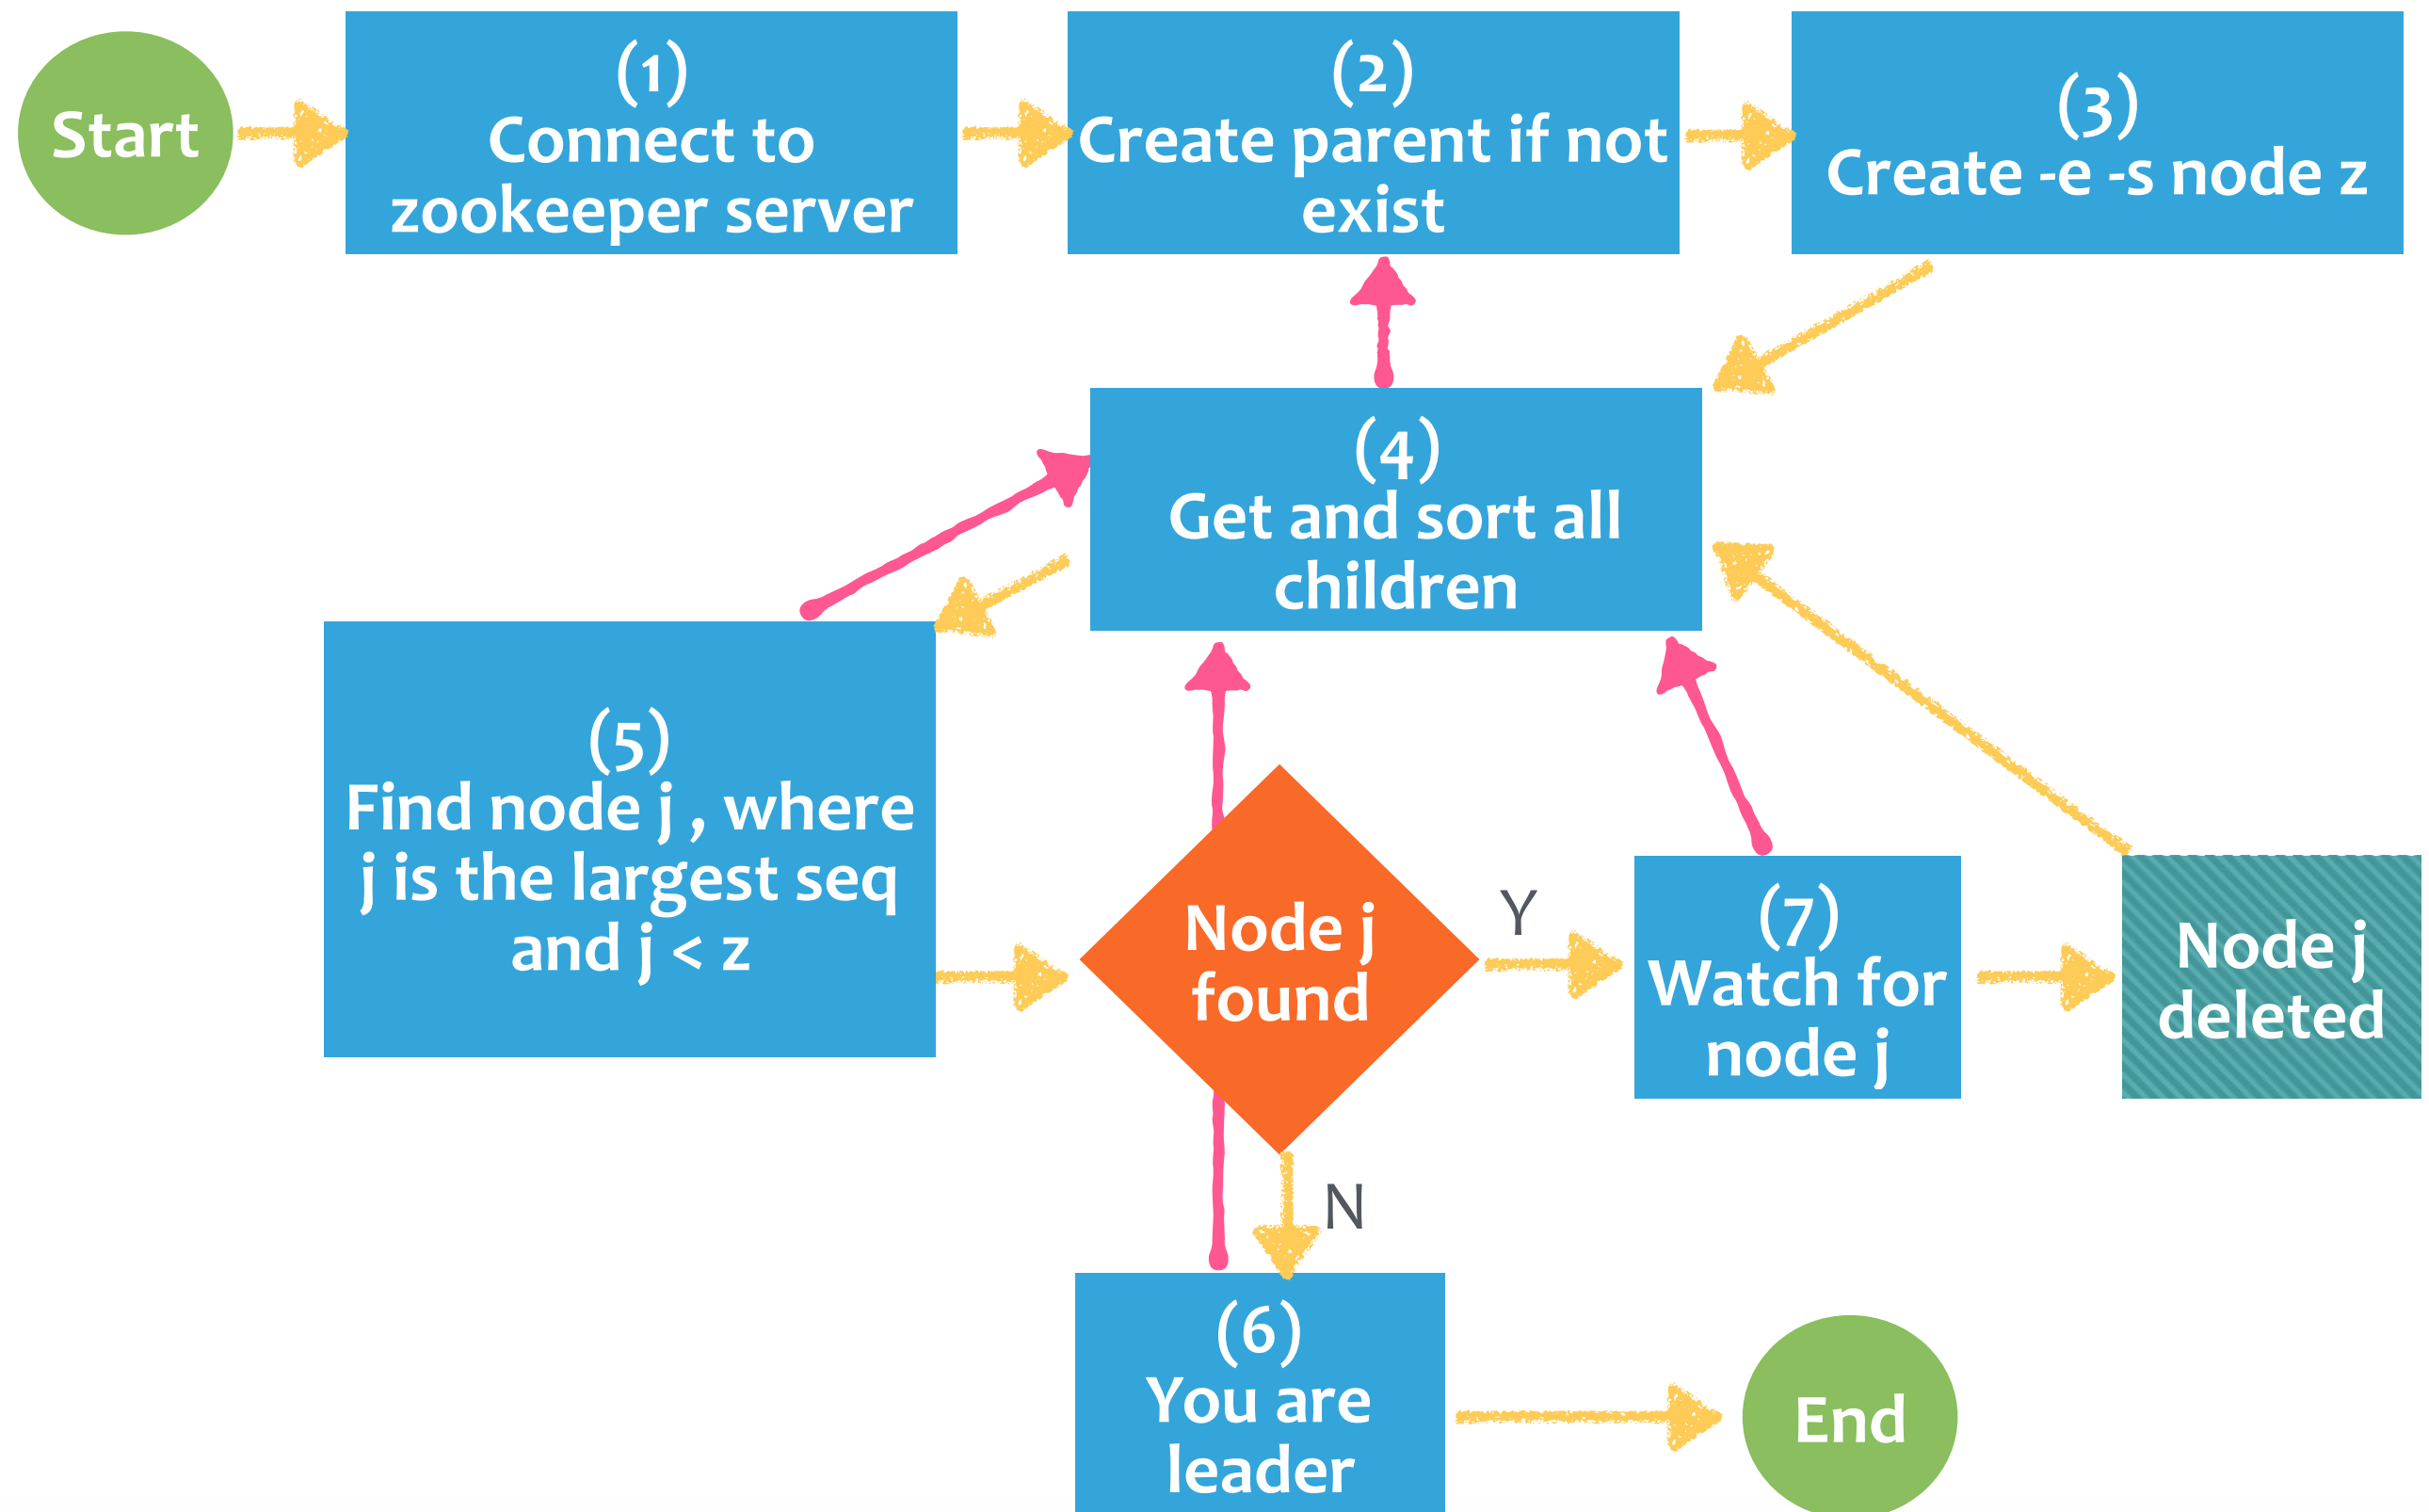 Start
(1)
Connect to
zookeeper server
(2)
Create parent if not
exist
(3)
Create -e -s node z
(4)
Get and sort all
children
(5)
Find node j , where
j is the largest seq
and j < z
Node j
found
Y
(7)
Watch for
node j
Node j
deleted
N
(6)
You are
leader
End